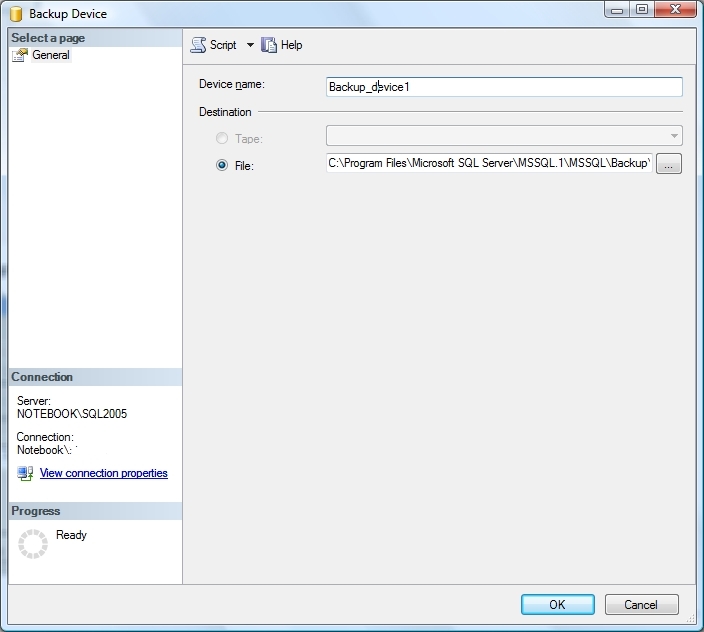 Backup Device
Select a page
General
Script
Help
Device name:
Backup_device1
Destination
Tape:
File:
C:\Program Files\Microsoft SQL Server\MSSQL.1\MSSQL\Backup\
...
Connection
Server:
NOTEBOOK\SQL2005
Connection:
Notebook\:
View connection properties
Progress
Ready
OK
Cancel